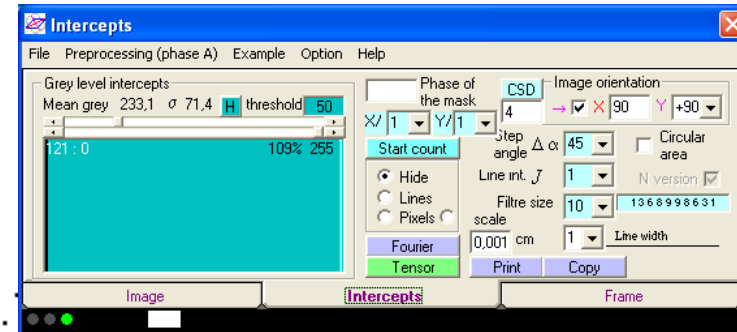 Intercepts
File Preprocessing (phase A) Example Option Help
Grey level intercepts
Mean grey 233,1 σ 71,4 H threshold 50
121 : 0 109% 255
Phase of
the mask
X/ 1 Y/ 1
Start count
Hide
Lines
Pixels
Fourier
Tensor
CSD
4
Image orientation
→ X 90 Y +90
Step
angle Δ α 45
Circular
area
Line int. J 1
N version
Filtre size 10
1368998631
scale
0,001 cm
1 Line width
Print Copy
Image Intercepts Frame